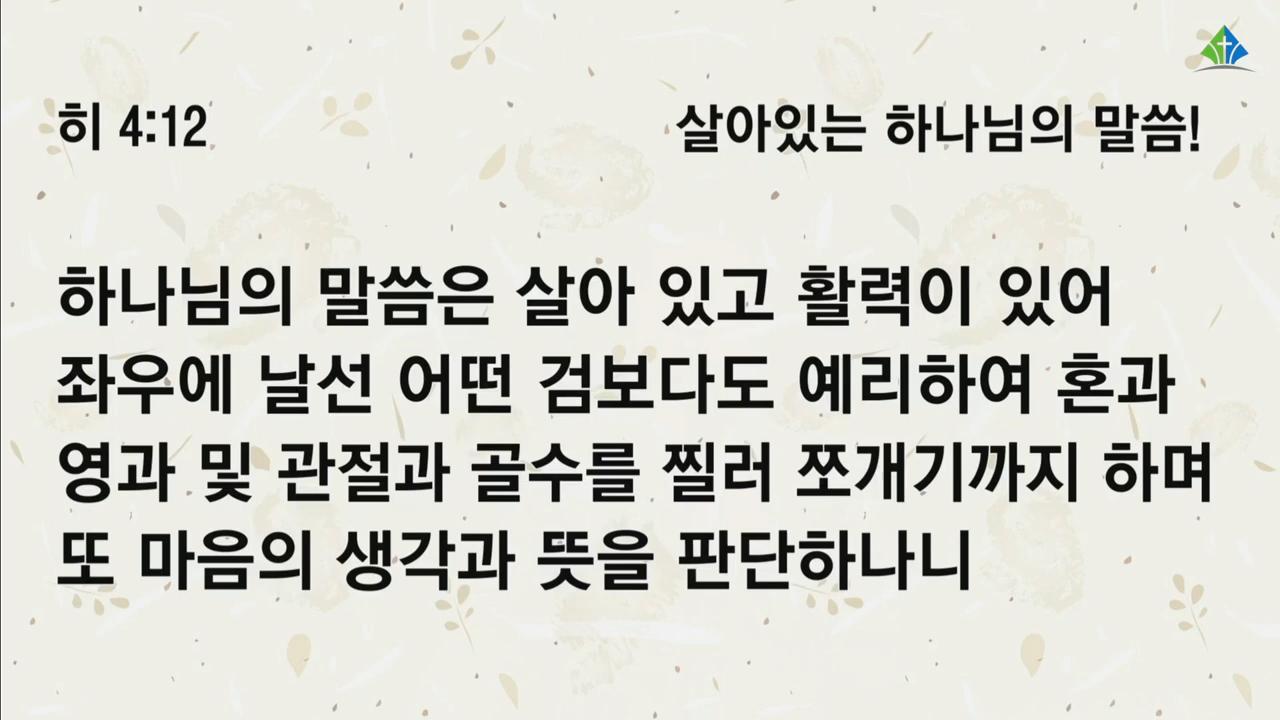 히 4:12
살아있는 하나님의 말씀!
하나님의 말씀은 살아 있고 활력이 있어
좌우에 날선 어떤 검보다도 예리하여 혼과
영과 및 관절과 골수를 찔러 쪼개기까지 하며
또 마음의 생각과 뜻을 판단하나니